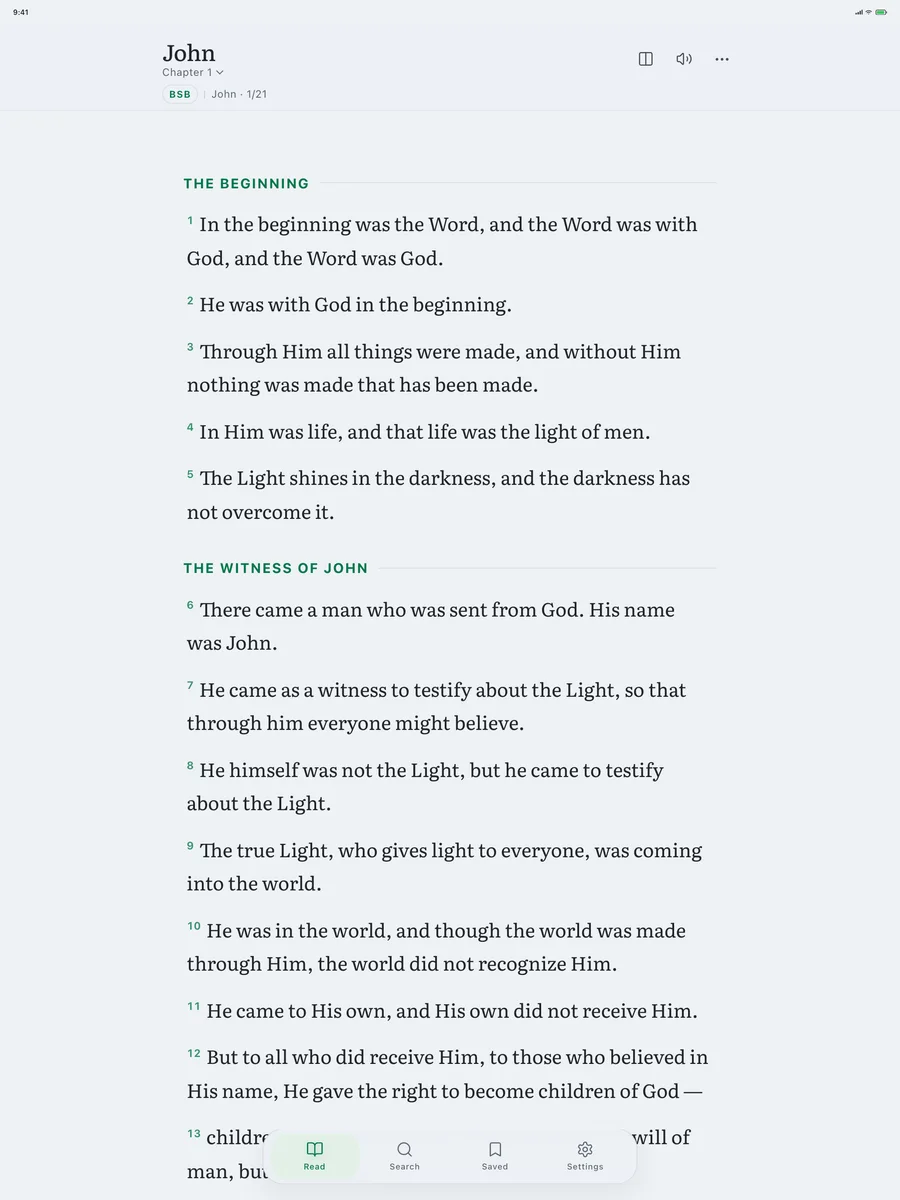 9:41
John
Chapter 1
BSB | John · 1/21
THE BEGINNING
1 In the beginning was the Word, and the Word was with
God, and the Word was God.
2 He was with God in the beginning.
3 Through Him all things were made, and without Him
nothing was made that has been made.
4 In Him was life, and that life was the light of men.
5 The Light shines in the darkness, and the darkness has
not overcome it.
THE WITNESS OF JOHN
6 There came a man who was sent from God. His name
was John.
7 He came as a witness to testify about the Light, so that
through him everyone might believe.
8 He himself was not the Light, but he came to testify
about the Light.
9 The true Light, who gives light to everyone, was coming
into the world.
10 He was in the world, and though the world was made
through Him, the world did not recognize Him.
11 He came to His own, and His own did not receive Him.
12 But to all who did receive Him, to those who believed in
His name, He gave the right to become children of God —
13 will of
man, but
Read Search Saved Settings